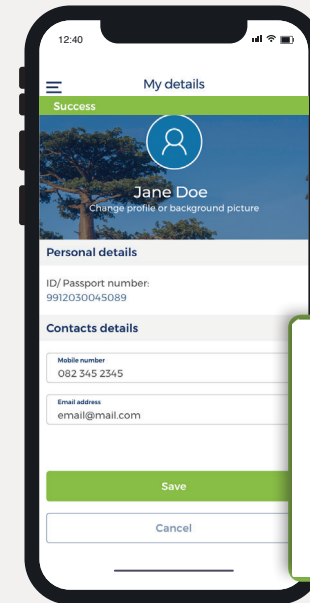 12:40
My details
Success
Jane Doe
Change profile or background picture
Personal details
ID/ Passport number:
9912030045089
Contacts details
Mobile number
082 345 2345
Email address
email@mail.com
Save
Cancel